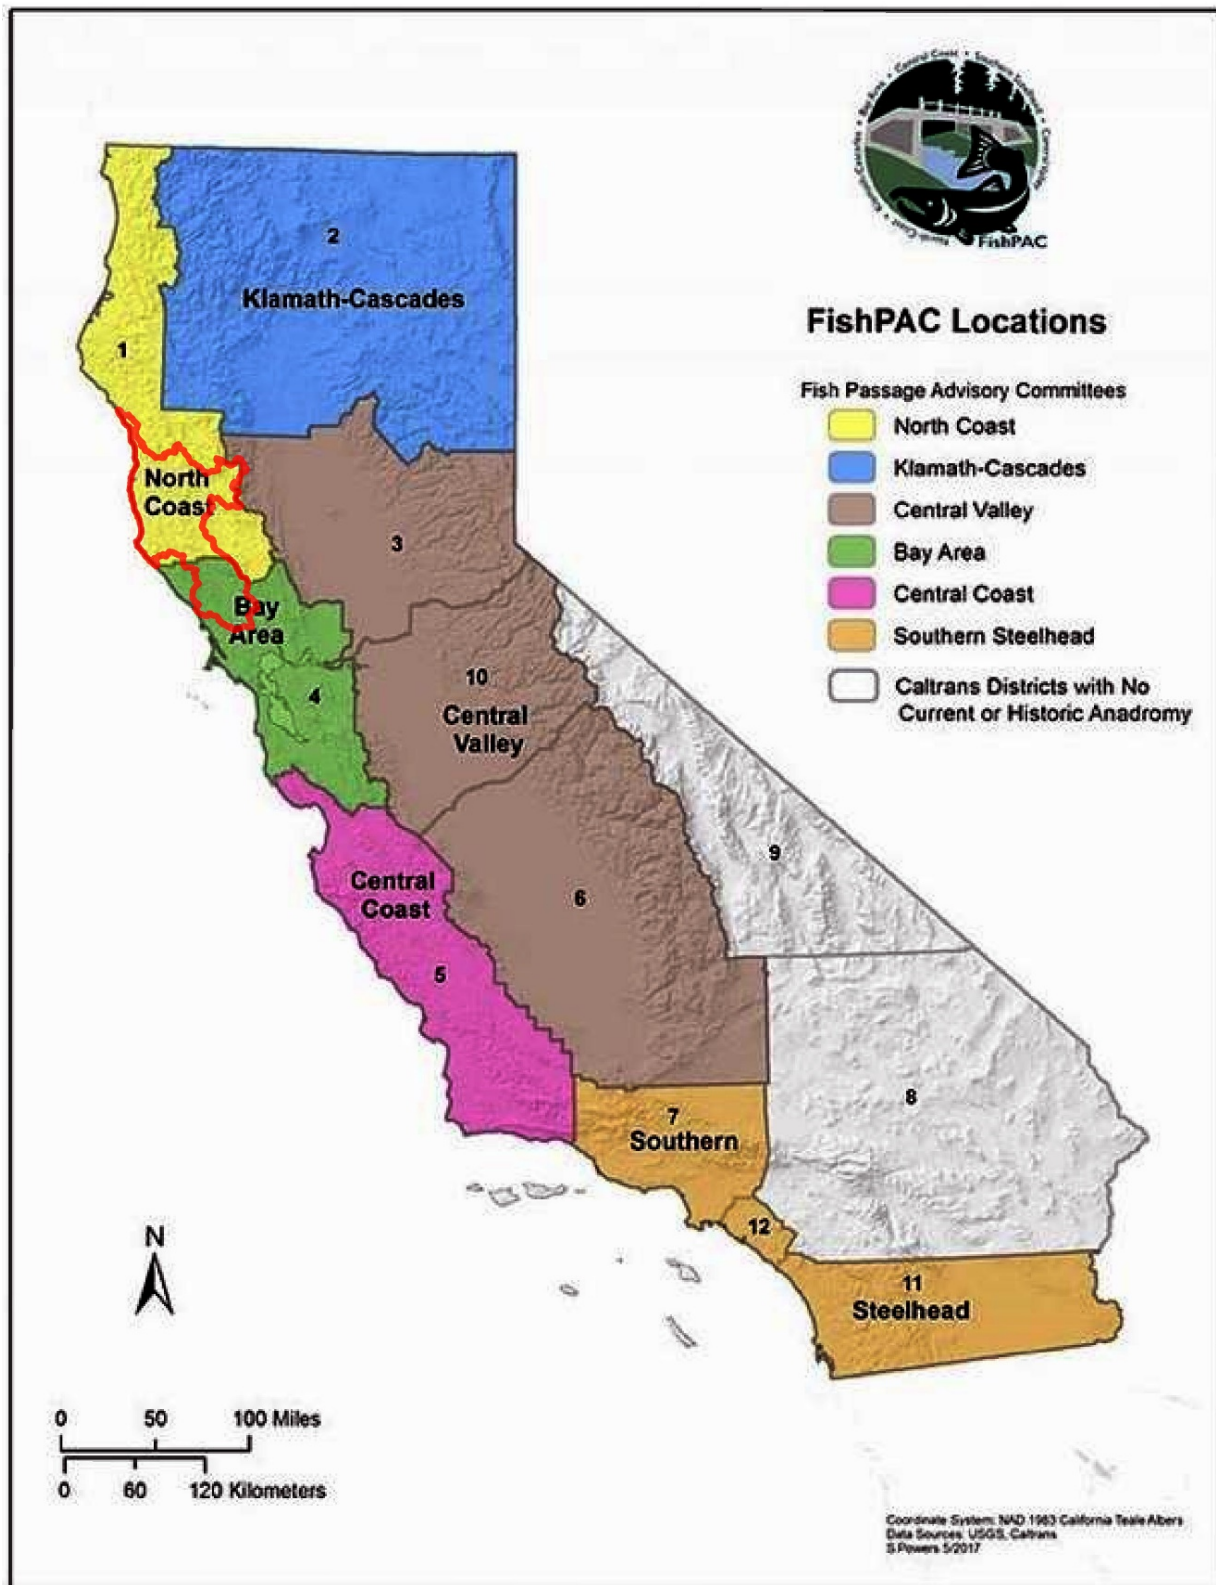 FishPAC
FishPAC Locations
Fish Passage Advisory Committees
North Coast
Klamath-Cascades
Central Valley
Bay Area
Central Coast
Southern Steelhead
Caltrans Districts with No
Current or Historic Anadromy
2
Klamath-Cascades
1
North
Coast
3
Bay
Area
4
10
Central
Valley
9
Central
Coast
6
5
8
7
Southern
12
11
Steelhead
N
0 50 100 Miles
0 60 120 Kilometers
Coordinate System: NAD 1983 California Teale Albers
Data Sources: USGS, Caltrans
S Powers 5/2017